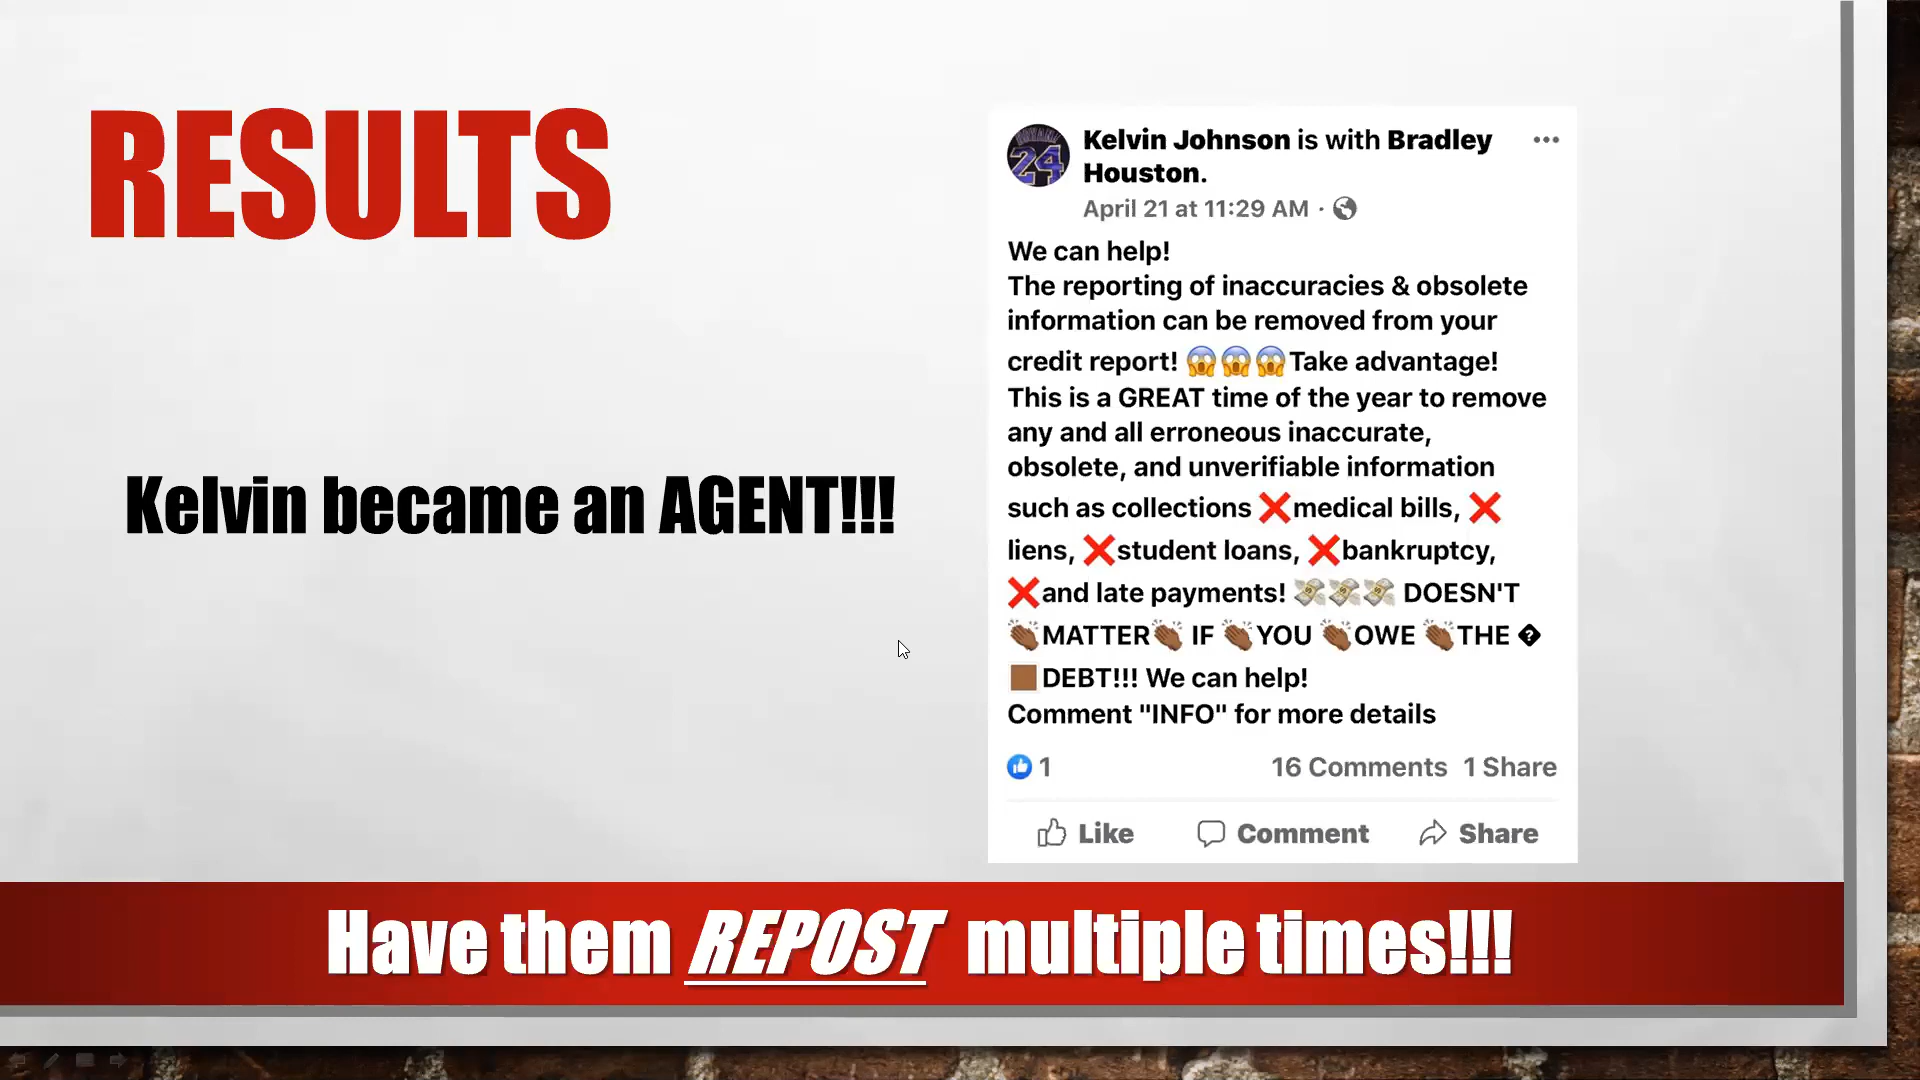 RESULTS
Kelvin became an AGENT!!!
24
Kelvin Johnson is with Bradley
Houston.
April 21 at 11:29 AM ·
We can help!
The reporting of inaccuracies & obsolete
information can be removed from your
credit report! 😱😱😱Take advantage!
This is a GREAT time of the year to remove
any and all erroneous inaccurate,
obsolete, and unverifiable information
such as collections ❌medical bills, ❌
liens, ❌student loans, ❌bankruptcy,
❌and late payments! 💸💸💸 DOESN'T
👏🏾MATTER👏🏾 IF 👏🏾YOU 👏🏾OWE 👏🏾THE �
🏾DEBT!!! We can help!
Comment "INFO" for more details
1
16 Comments 1 Share
Like Comment Share
Have them REPOST multiple times!!!